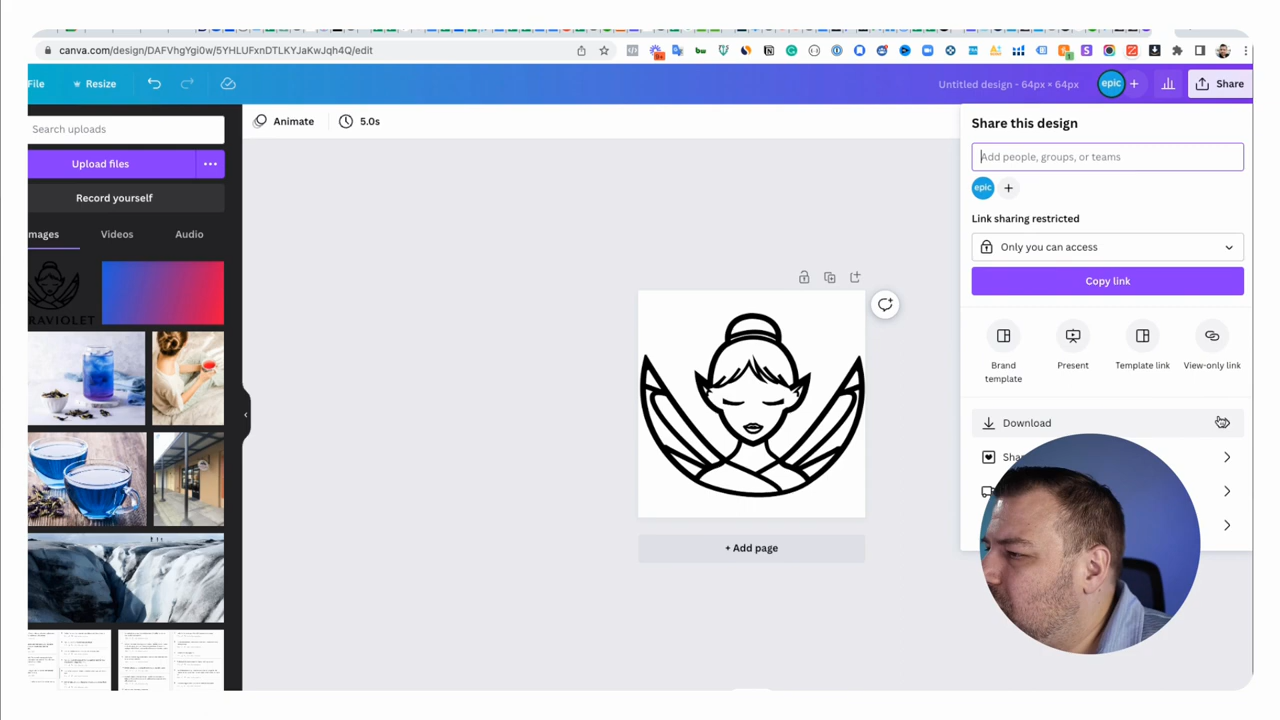 canva.com/design/DAFVhgYgi0w/5YHLUFxnDTLKYJaKwJqh4Q/edit
File
Resize
Untitled design - 64px × 64px
epic
Share
Search uploads
Upload files
Record yourself
mages
Videos
Audio
RAVIOLET
Animate
5.0s
+ Add page
Share this design
Add people, groups, or teams
epic
Link sharing restricted
Only you can access
Copy link
Brand template
Present
Template link
View-only link
Download